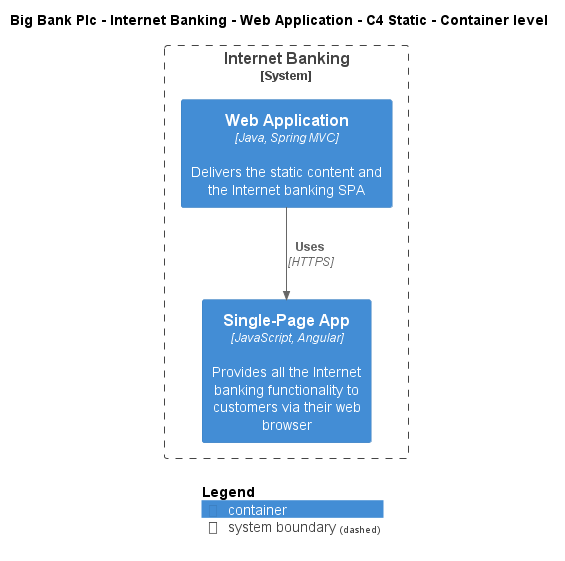 Big Bank Plc - Internet Banking - Web Application - C4 Static - Container level
Internet Banking
[System]
Web Application
[Java, Spring MVC]
Delivers the static content and
the Internet banking SPA
Uses
[HTTPS]
Single-Page App
[JavaScript, Angular]
Provides all the Internet
banking functionality to
customers via their web
browser
Legend
container
system boundary (dashed)